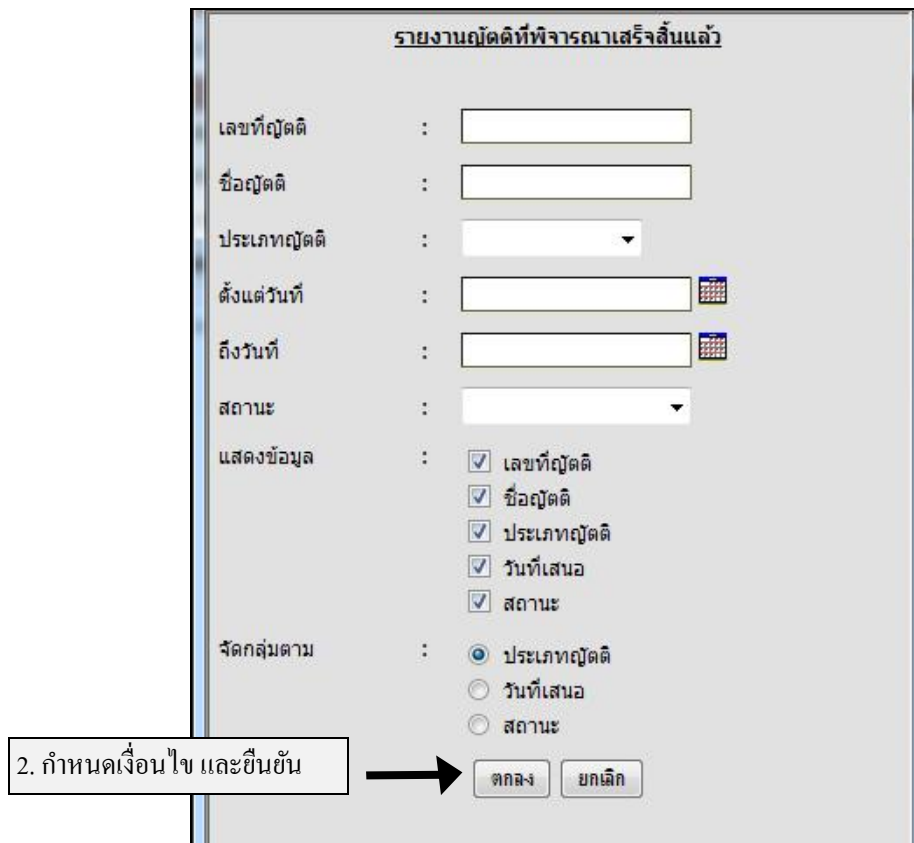 รายงานญัตติที่พิจารณาเสร็จสิ้นแล้ว
เลขที่ญัตติ :
ชื่อญัตติ :
ประเภทญัตติ :
ตั้งแต่วันที่ :
ถึงวันที่ :
สถานะ :
แสดงข้อมูล : เลขที่ญัตติ
ชื่อญัตติ
ประเภทญัตติ
วันที่เสนอ
สถานะ
จัดกลุ่มตาม : ประเภทญัตติ
วันที่เสนอ
สถานะ
2. กำหนดเงื่อนไข และยืนยัน
ตกลง ยกเลิก